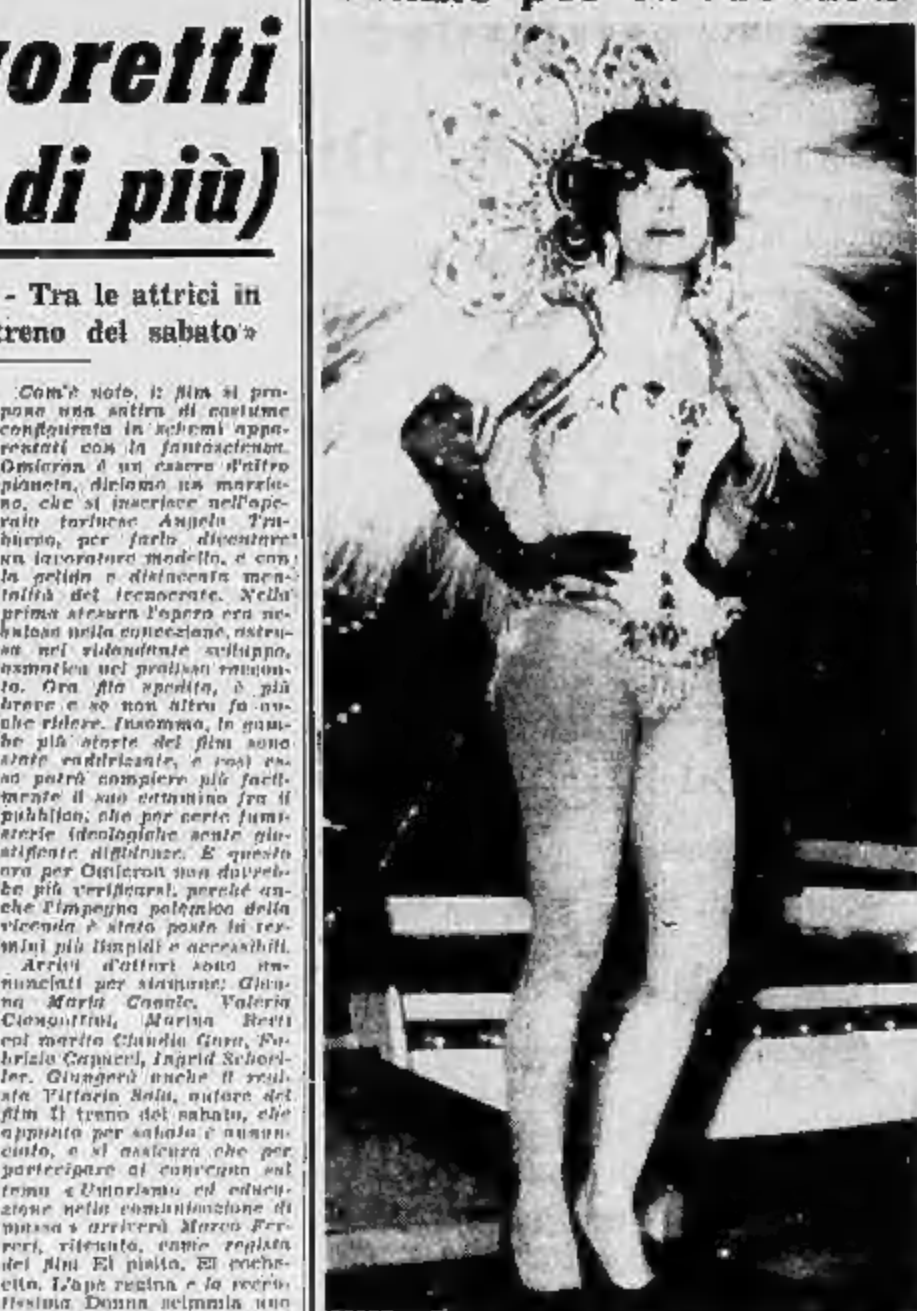 oretti
di più)
- Tra le attrici in
treno del sabato»
Com'è noto, il film si pro-
pone una satira di costume
configurata in schemi appa-
rentati con la fantascienza.
Omicron è un essere d'altro
pianeta, diciamo un marzia-
no, che si inserisce nell'ope-
raio torinese Angelo Tra-
bucco, per farlo diventare
un lavoratore modello, e con
la gelida e distaccata men-
talità del tecnocrate. Nella
prima stesura l'opera era ne-
bulosa nella concezione, astru-
sa nel ridondante sviluppo,
asmatica nel prolisso raccon-
to. Ora fila spedita, è più
breve e se non altro fa an-
che ridere. Insomma, le gam-
be più storte del film sono
state raddrizzate, e così es-
so potrà compiere più facil-
mente il suo cammino fra il
pubblico, che per certe fumi-
sterie ideologiche sente giu-
stificate diffidenze. E questo
ora per Omicron non dovreb-
be più verificarsi, perché an-
che l'impegno polemico della
vicenda è stato posto in ter-
mini più limpidi e accessibili.
Arrivi d'attori sono an-
nunciati per stamane: Gian-
na Maria Canale, Valeria
Ciangottini, Marina Berti
col marito Claudio Gora, Fa-
brizio Capucci, Ingrid Schoel-
ler. Giungerà anche il regi-
sta Vittorio Sala, autore del
film Il treno del sabato, che
appunto per sabato è annun-
ciato, e si assicura che per
partecipare al convegno sul
tema «Umorismo ed educa-
zione nella comunicazione di
massa» arriverà Marco Fer-
reri, ritenuto, come regista
dei film El pisito, El coche-
cito, L'ape regina e la recen-
tissima Donna scimmia uno